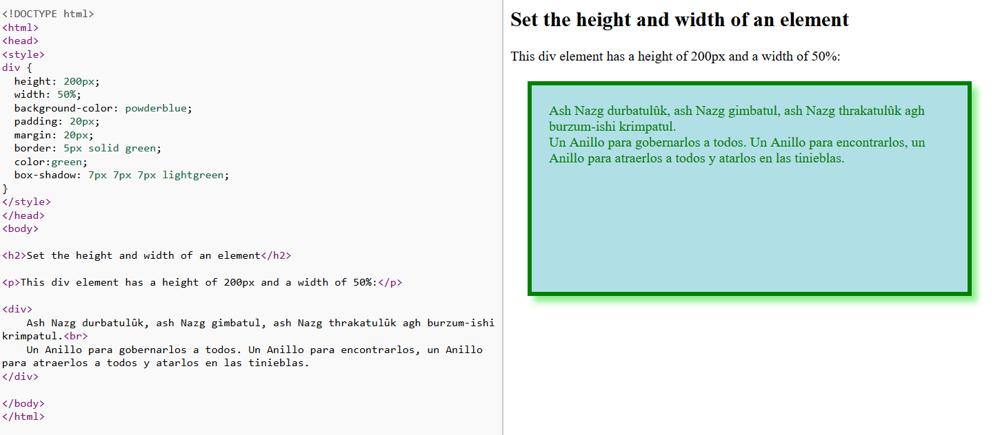 <!DOCTYPE html>
<html>
<head>
<style>
div {
  height: 200px;
  width: 50%;
  background-color: powderblue;
  padding: 20px;
  margin: 20px;
  border: 5px solid green;
  color:green;
  box-shadow: 7px 7px 7px lightgreen;
}
</style>
</head>
<body>
<h2>Set the height and width of an element</h2>
<p>This div element has a height of 200px and a width of 50%:</p>
<div>
    Ash Nazg durbatulûk, ash Nazg gimbatul, ash Nazg thrakatulûk agh burzum-ishi
krimpatul.<br>
    Un Anillo para gobernarlos a todos. Un Anillo para encontrarlos, un Anillo
para atraerlos a todos y atarlos en las tinieblas.
</div>
</body>
</html>
Set the height and width of an element
This div element has a height of 200px and a width of 50%:
Ash Nazg durbatulûk, ash Nazg gimbatul, ash Nazg thrakatulûk agh
burzum-ishi krimpatul.
Un Anillo para gobernarlos a todos. Un Anillo para encontrarlos, un
Anillo para atraerlos a todos y atarlos en las tinieblas.